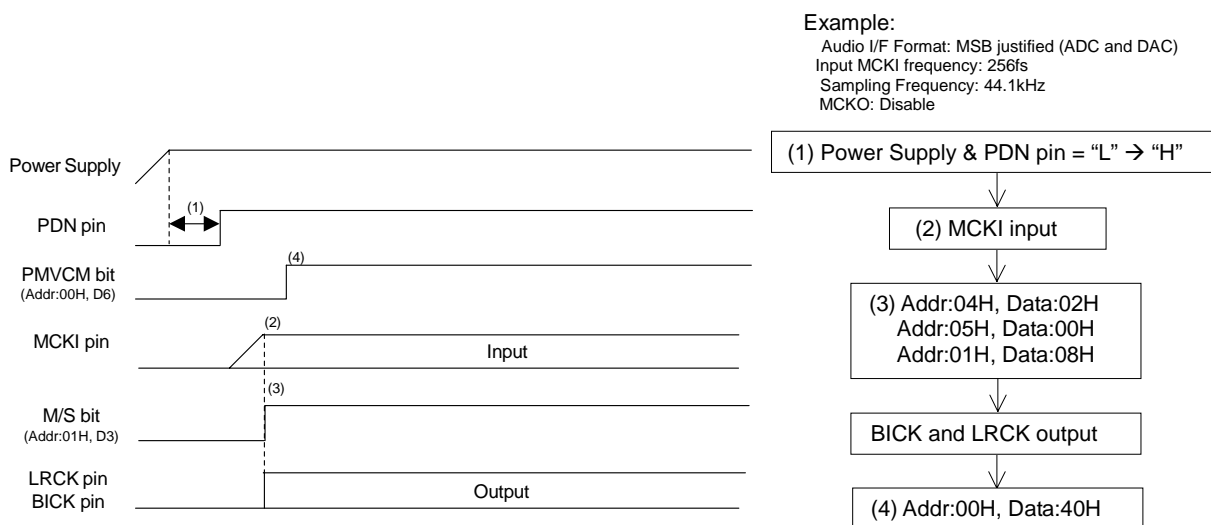 Example:
Audio I/F Format: MSB justified (ADC and DAC)
Input MCKI frequency: 256fs
Sampling Frequency: 44.1kHz
MCKO: Disable
Power Supply
(1)
PDN pin
(4)
PMVCM bit
(Addr:00H, D6)
(2)
MCKI pin
Input
(3)
M/S bit
(Addr:01H, D3)
LRCK pin
BICK pin
Output
(1) Power Supply & PDN pin = “L” → “H”
(2) MCKI input
(3) Addr:04H, Data:02H
Addr:05H, Data:00H
Addr:01H, Data:08H
BICK and LRCK output
(4) Addr:00H, Data:40H